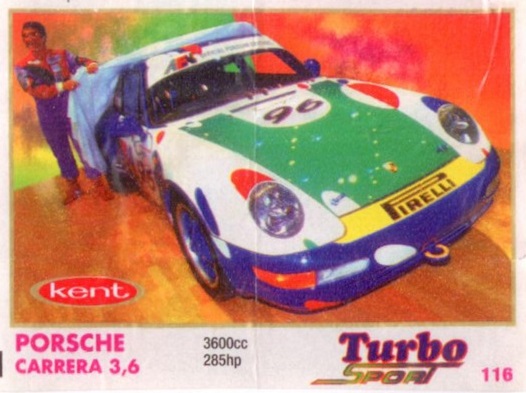 96
PIRELLI
kent
PORSCHE
CARRERA 3,6
3600cc
285hp
Turbo
SPORT
116